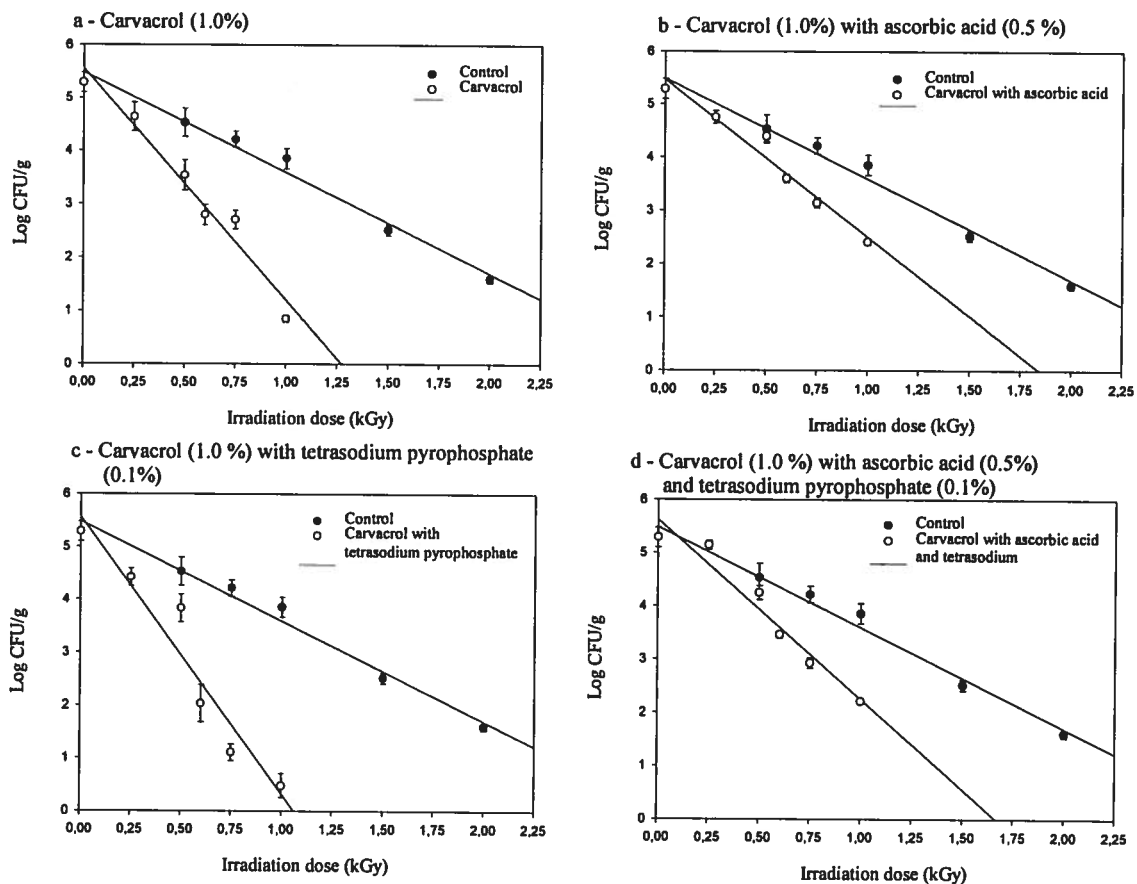 a - Carvacrol (1.0%)
6
5
4
3
2
1
0
Log CFU/g
Control
Carvacrol
0,00 0,25 0,50 0,75 1,00 1,25 1,50 1,75 2,00 2,25
Irradiation dose (kGy)
b - Carvacrol (1.0%) with ascorbic acid (0.5 %)
6
5
4
3
2
1
0
Log CFU/g
Control
Carvacrol with ascorbic acid
0,00 0,25 0,50 0,75 1,00 1,25 1,50 1,75 2,00 2,25
Irradiation dose (kGy)
c - Carvacrol (1.0 %) with tetrasodium pyrophosphate
(0.1%)
6
5
4
3
2
1
0
Log CFU/g
Control
Carvacrol with
tetrasodium pyrophosphate
0,00 0,25 0,50 0,75 1,00 1,25 1,50 1,75 2,00 2,25
Irradiation dose (kGy)
d - Carvacrol (1.0 %) with ascorbic acid (0.5%)
and tetrasodium pyrophosphate (0.1%)
6
5
4
3
2
1
0
Log CFU/g
Control
Carvacrol with ascorbic acid
and tetrasodium
0,00 0,25 0,50 0,75 1,00 1,25 1,50 1,75 2,00 2,25
Irradiation dose (kGy)